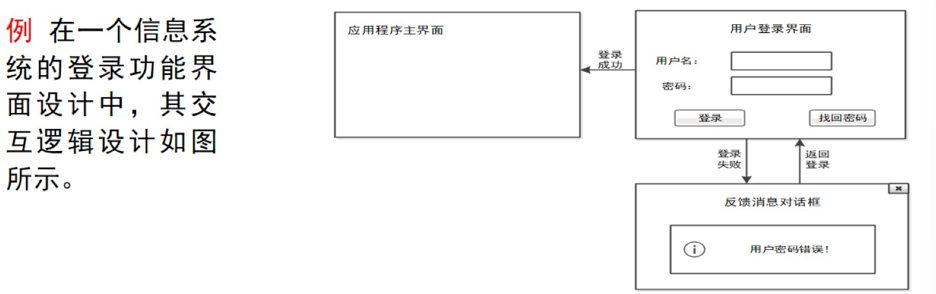 例 在一个信息系
统的登录功能界
面设计中，其交
互逻辑设计如图
所示。
应用程序主界面
登录
成功
用户登录界面
用户名：
密码：
登录
找回密码
登录
失败
返回
登录
反馈消息对话框
用户密码错误！